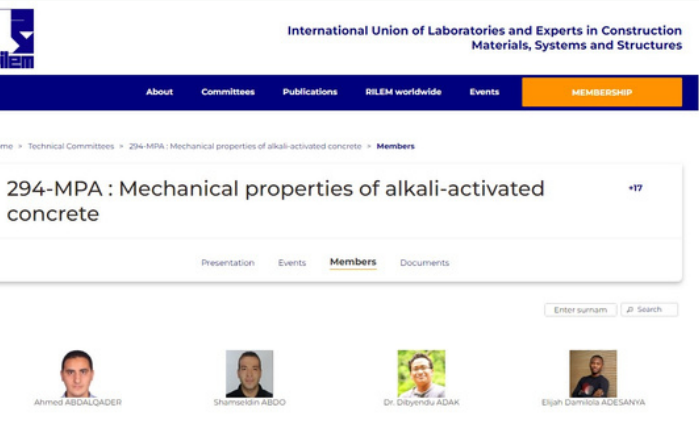 International Union of Laboratories and Experts in Construction
Materials, Systems and Structures
ilem
About Committees Publications RILEM worldwide Events MEMBERSHIP
me > Technical Committees > 294-MPA : Mechanical properties of alkali-activated concrete > Members
294-MPA : Mechanical properties of alkali-activated
concrete
+17
Presentation Events Members Documents
Enter surnam Search
Ahmed ABDALQADER Shamseldin ABDO Dr. Dibyendu ADAK Elijah Damilola ADESANYA